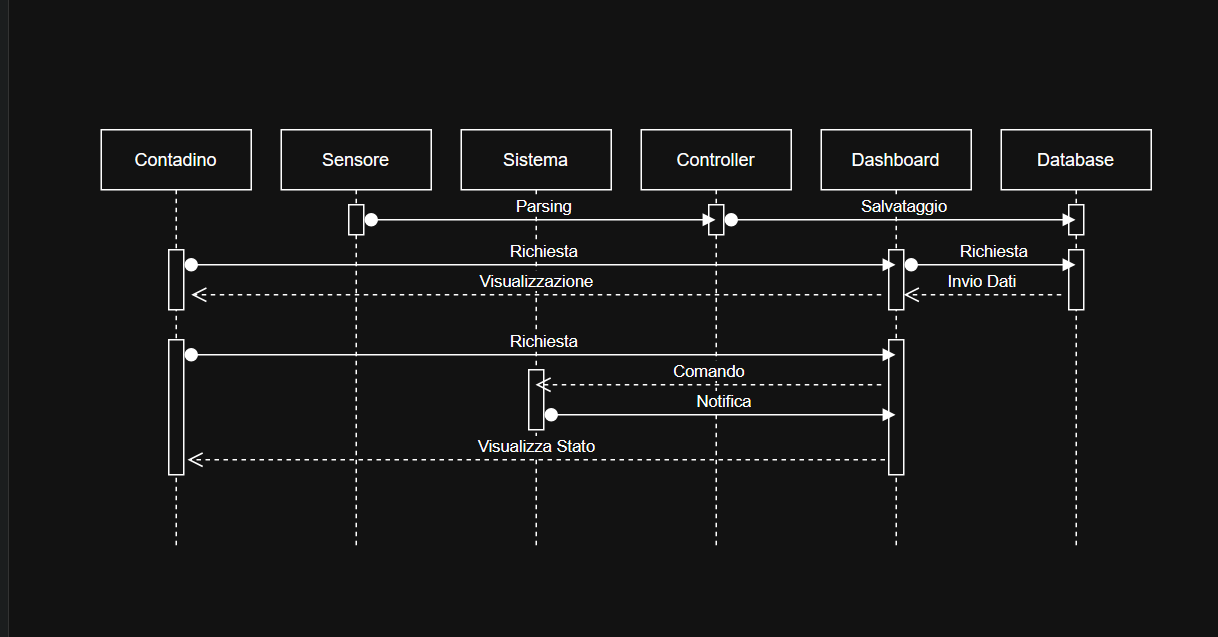 Contadino
Sensore
Sistema
Controller
Dashboard
Database
Parsing
Salvataggio
Richiesta
Richiesta
Visualizzazione
Invio Dati
Richiesta
Comando
Notifica
Visualizza Stato